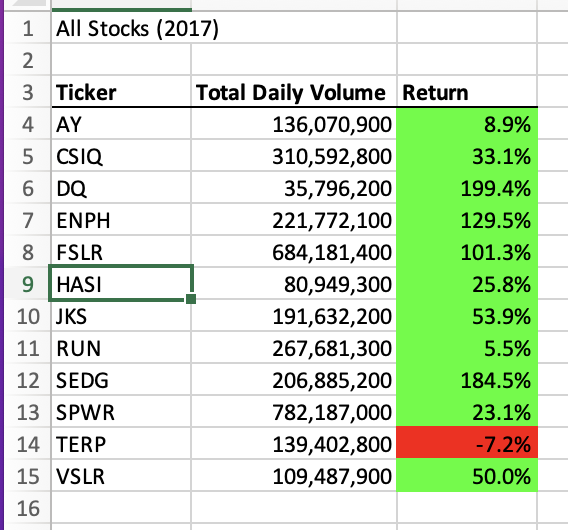 1 All Stocks (2017)
2
3 Ticker Total Daily Volume Return
4 AY 136,070,900 8.9%
5 CSIQ 310,592,800 33.1%
6 DQ 35,796,200 199.4%
7 ENPH 221,772,100 129.5%
8 FSLR 684,181,400 101.3%
9 HASI 80,949,300 25.8%
10 JKS 191,632,200 53.9%
11 RUN 267,681,300 5.5%
12 SEDG 206,885,200 184.5%
13 SPWR 782,187,000 23.1%
14 TERP 139,402,800 -7.2%
15 VSLR 109,487,900 50.0%
16